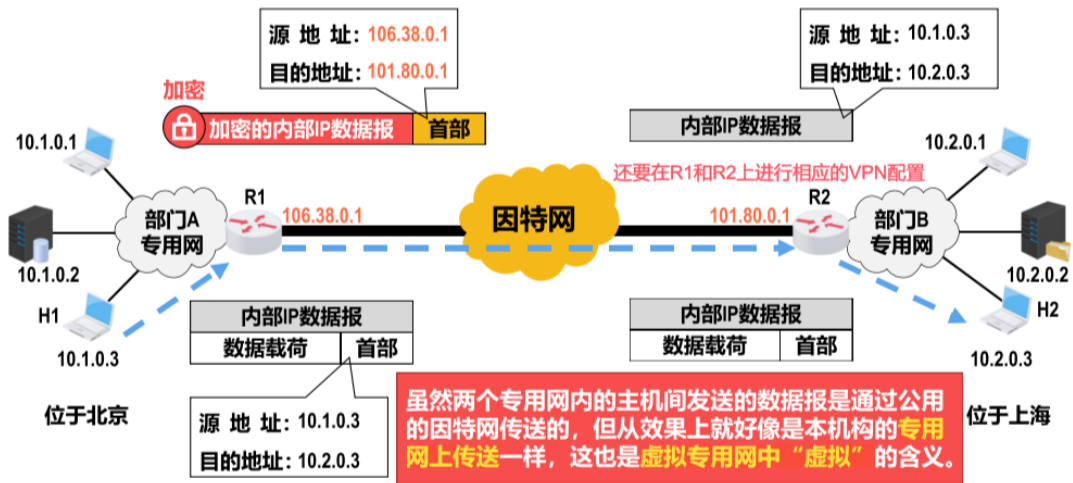 源 地 址：106.38.0.1
目的地址：101.80.0.1
源 地 址：10.1.0.3
目的地址：10.2.0.3
加密
加密的内部IP数据报 首部
内部IP数据报
10.1.0.1
10.2.0.1
还要在R1和R2上进行相应的VPN配置
R1
R2
部门A
专用网
106.38.0.1
因特网
101.80.0.1
部门B
专用网
10.1.0.2
10.2.0.2
H1
H2
10.1.0.3
10.2.0.3
内部IP数据报
数据载荷 首部
内部IP数据报
数据载荷 首部
位于北京
位于上海
源 地 址：10.1.0.3
目的地址：10.2.0.3
虽然两个专用网内的主机间发送的数据报是通过公用
的因特网传送的，但从效果上就好像是本机构的专用
网上传送一样，这也是虚拟专用网中“虚拟”的含义。